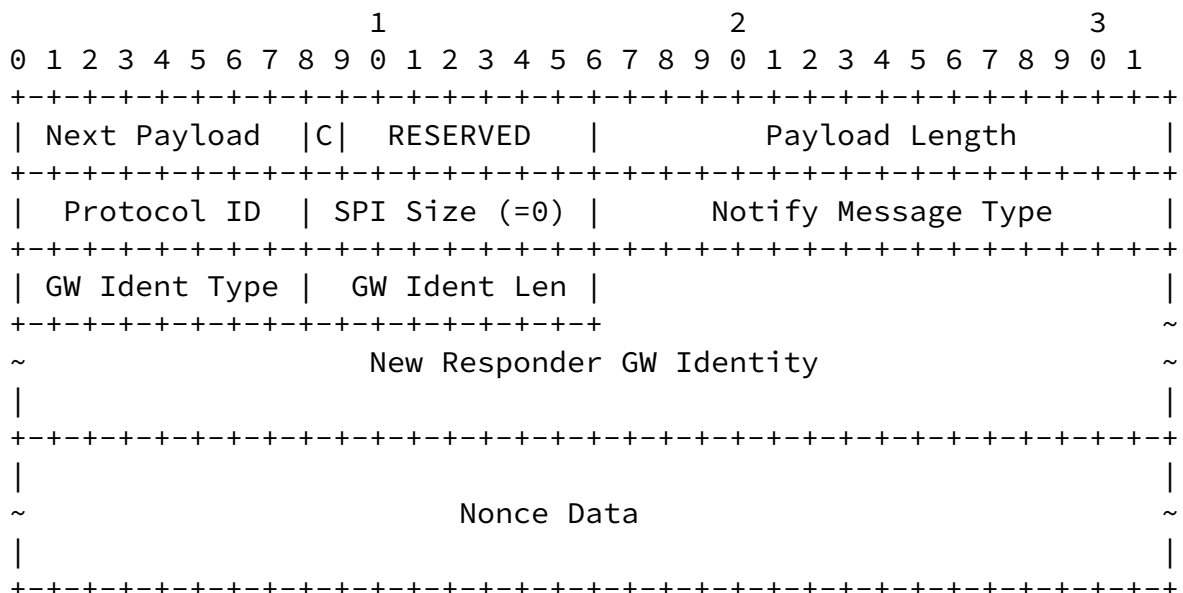 1                   2                   3
0 1 2 3 4 5 6 7 8 9 0 1 2 3 4 5 6 7 8 9 0 1 2 3 4 5 6 7 8 9 0 1
+-+-+-+-+-+-+-+-+-+-+-+-+-+-+-+-+-+-+-+-+-+-+-+-+-+-+-+-+-+-+-+-+
| Next Payload  |C|  RESERVED   |         Payload Length        |
+-+-+-+-+-+-+-+-+-+-+-+-+-+-+-+-+-+-+-+-+-+-+-+-+-+-+-+-+-+-+-+-+
|  Protocol ID  | SPI Size (=0) |      Notify Message Type      |
+-+-+-+-+-+-+-+-+-+-+-+-+-+-+-+-+-+-+-+-+-+-+-+-+-+-+-+-+-+-+-+-+
| GW Ident Type |  GW Ident Len |                               |
+-+-+-+-+-+-+-+-+-+-+-+-+-+-+-+-+                               ~
~                   New Responder GW Identity                   ~
|                                                               |
+-+-+-+-+-+-+-+-+-+-+-+-+-+-+-+-+-+-+-+-+-+-+-+-+-+-+-+-+-+-+-+-+
|                                                               |
~                        Nonce Data                             ~
|                                                               |
+-+-+-+-+-+-+-+-+-+-+-+-+-+-+-+-+-+-+-+-+-+-+-+-+-+-+-+-+-+-+-+-+